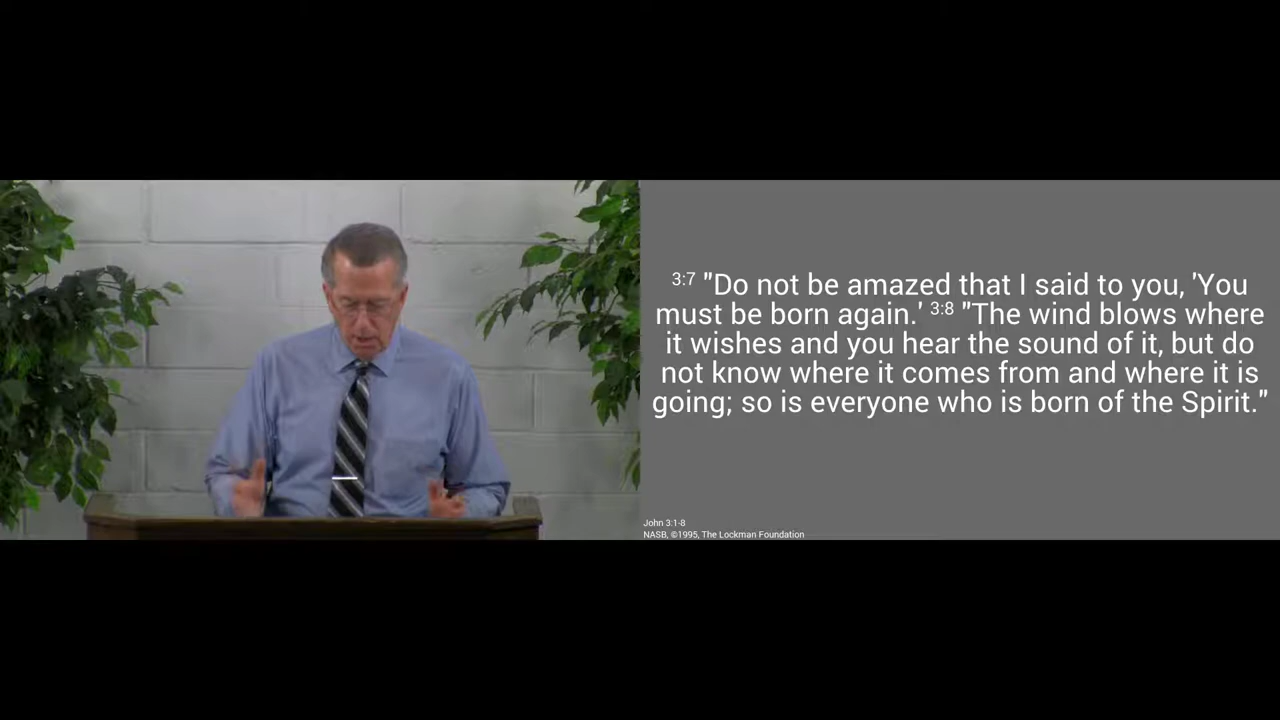 3:7 "Do not be amazed that I said to you, 'You
must be born again.' 3:8 "The wind blows where
it wishes and you hear the sound of it, but do
not know where it comes from and where it is
going; so is everyone who is born of the Spirit."
John 3:1-8
NASB, ©1995, The Lockman Foundation